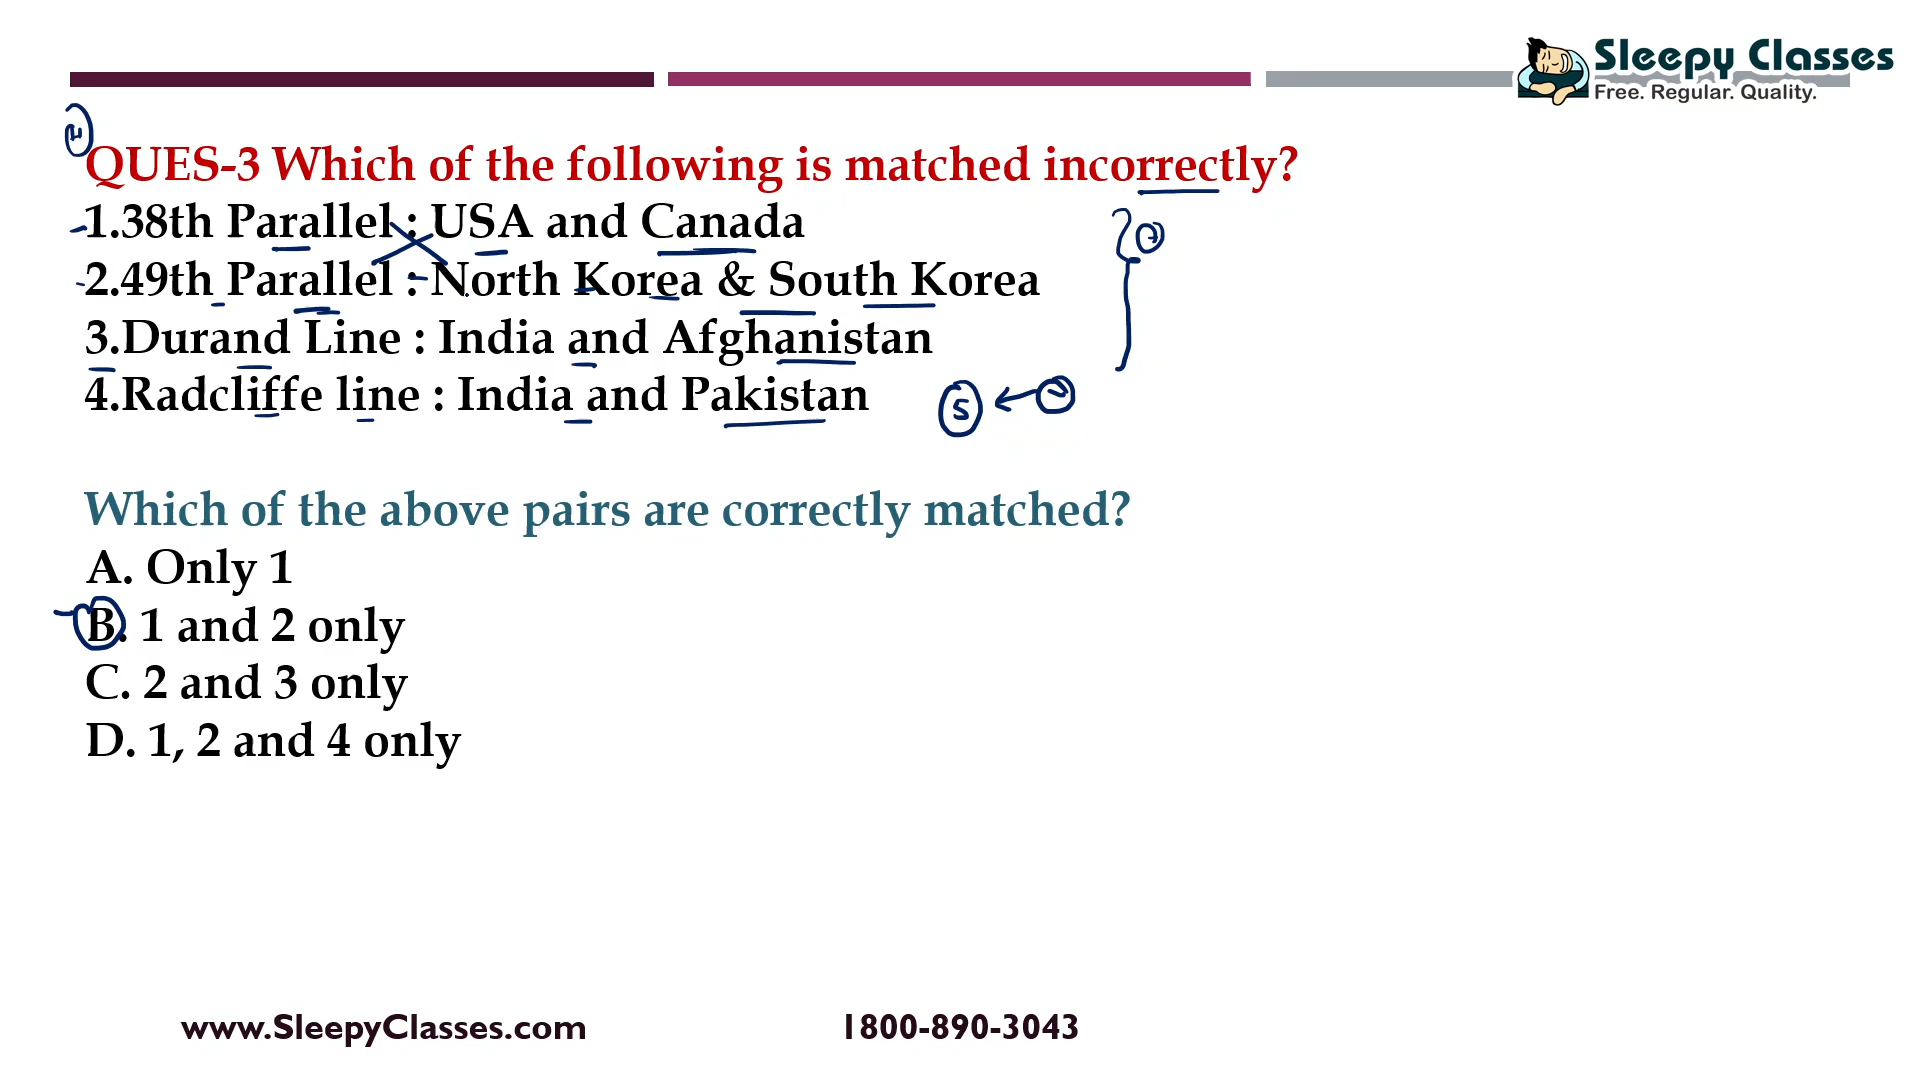 Sleepy Classes
Free. Regular. Quality.
QUES-3 Which of the following is matched incorrectly?
1.38th Parallel : USA and Canada
2.49th Parallel : North Korea & South Korea
3.Durand Line : India and Afghanistan
4.Radcliffe line : India and Pakistan
5
Which of the above pairs are correctly matched?
A. Only 1
B. 1 and 2 only
C. 2 and 3 only
D. 1, 2 and 4 only
www.SleepyClasses.com
1800-890-3043